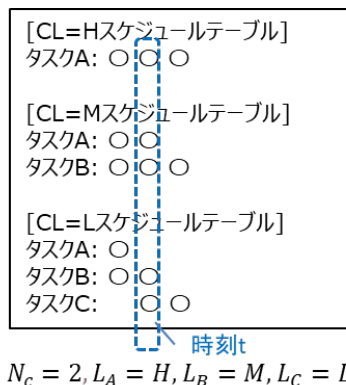 [CL=Hスケジュールテーブル]
タスクA: ○ ○ ○
[CL=Mスケジュールテーブル]
タスクA: ○ ○
タスクB: ○ ○ ○
[CL=Lスケジュールテーブル]
タスクA: ○
タスクB: ○ ○
タスクC: ○ ○
時刻t
N_c = 2, L_A = H, L_B = M, L_C = L